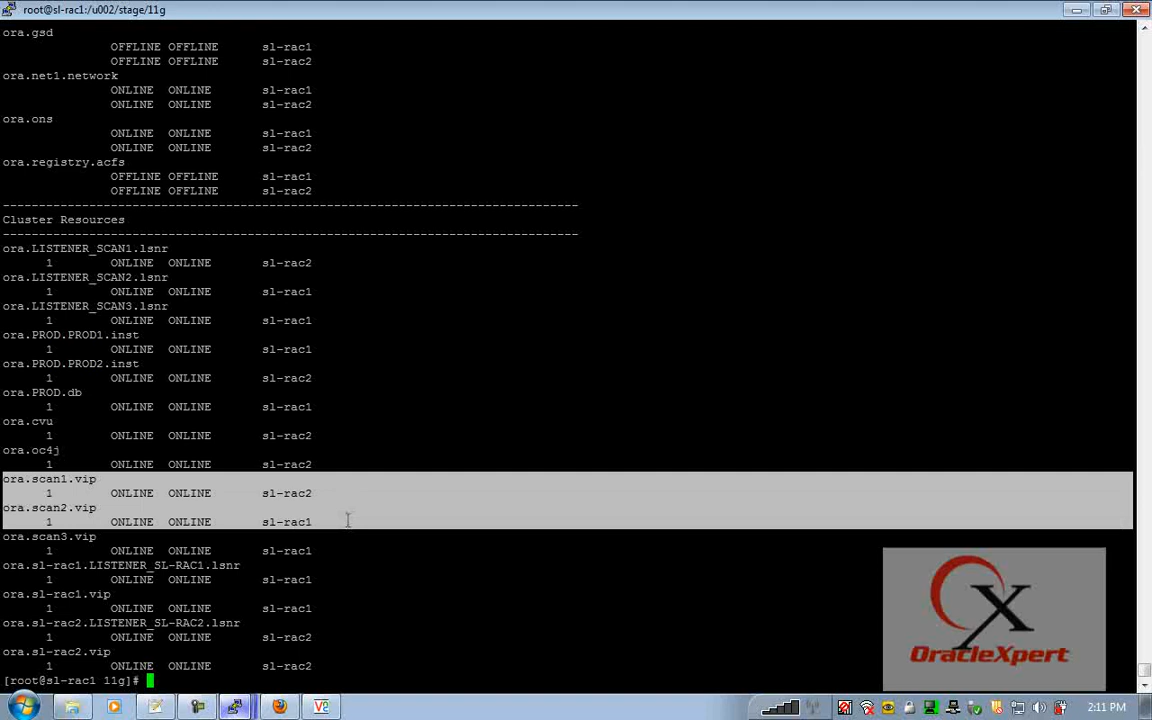 root@sl-rac1:/u002/stage/11g
ora.gsd
OFFLINE OFFLINE sl-rac1
OFFLINE OFFLINE sl-rac2
ora.net1.network
ONLINE ONLINE sl-rac1
ONLINE ONLINE sl-rac2
ora.ons
ONLINE ONLINE sl-rac1
ONLINE ONLINE sl-rac2
ora.registry.acfs
OFFLINE OFFLINE sl-rac1
OFFLINE OFFLINE sl-rac2
--------------------------------------------------------------------------------
Cluster Resources
--------------------------------------------------------------------------------
ora.LISTENER_SCAN1.lsnr
1 ONLINE ONLINE sl-rac2
ora.LISTENER_SCAN2.lsnr
1 ONLINE ONLINE sl-rac1
ora.LISTENER_SCAN3.lsnr
1 ONLINE ONLINE sl-rac1
ora.PROD.PROD1.inst
1 ONLINE ONLINE sl-rac1
ora.PROD.PROD2.inst
1 ONLINE ONLINE sl-rac2
ora.PROD.db
1 ONLINE ONLINE sl-rac1
ora.cvu
1 ONLINE ONLINE sl-rac2
ora.oc4j
1 ONLINE ONLINE sl-rac2
ora.scan1.vip
1 ONLINE ONLINE sl-rac2
ora.scan2.vip
1 ONLINE ONLINE sl-rac1
ora.scan3.vip
1 ONLINE ONLINE sl-rac1
ora.sl-rac1.LISTENER_SL-RAC1.lsnr
1 ONLINE ONLINE sl-rac1
ora.sl-rac1.vip
1 ONLINE ONLINE sl-rac1
ora.sl-rac2.LISTENER_SL-RAC2.lsnr
1 ONLINE ONLINE sl-rac2
ora.sl-rac2.vip
1 ONLINE ONLINE sl-rac2
[root@sl-rac1 11g]#
OracleXpert
2:11 PM